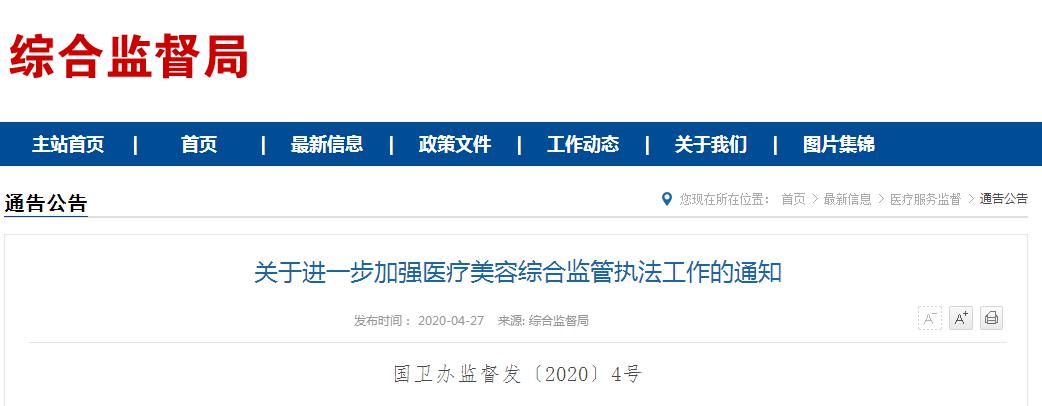 综合监督局
主站首页 | 首页 | 最新信息 | 政策文件 | 工作动态 | 关于我们 | 图片集锦
通告公告 您现在所在位置： 首页 > 最新信息 > 医疗服务监督 > 通告公告
关于进一步加强医疗美容综合监管执法工作的通知
发布时间： 2020-04-27 来源: 综合监督局 A- A+
国卫办监督发〔2020〕4号